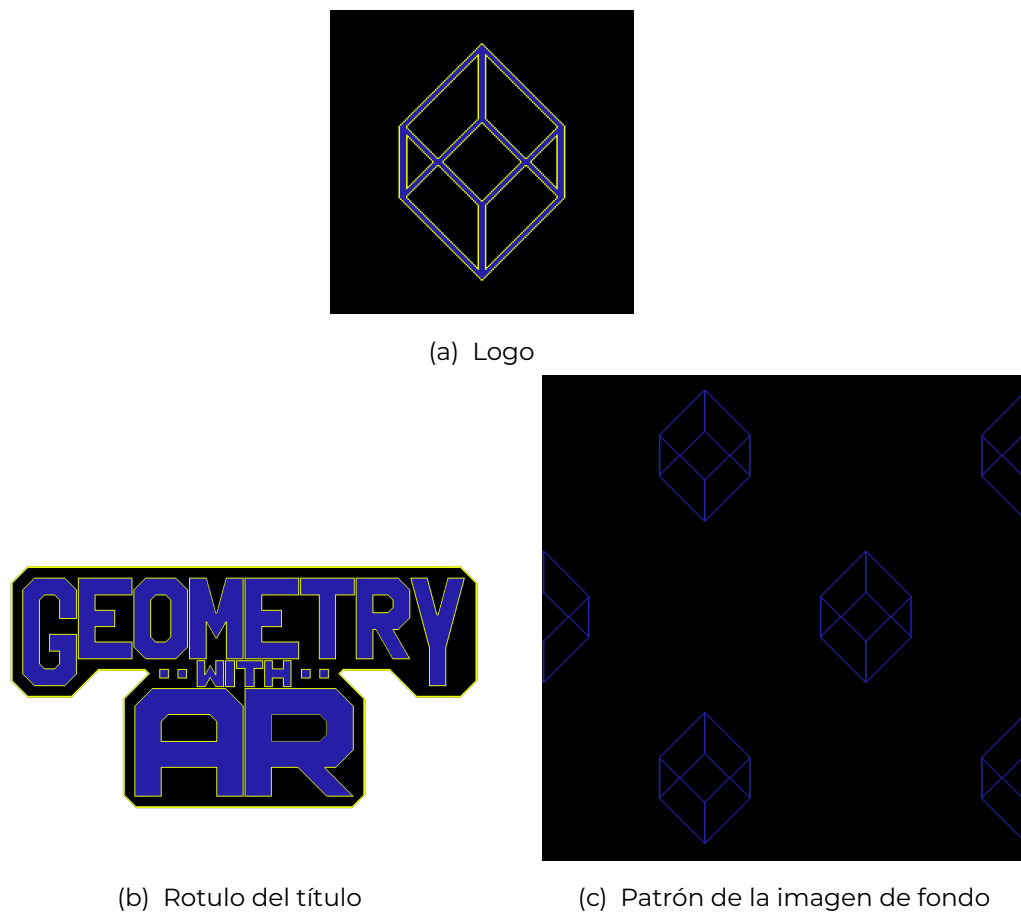 (a) Logo
GEOMETRY
WITH
AR
(b) Rotulo del título
(c) Patrón de la imagen de fondo